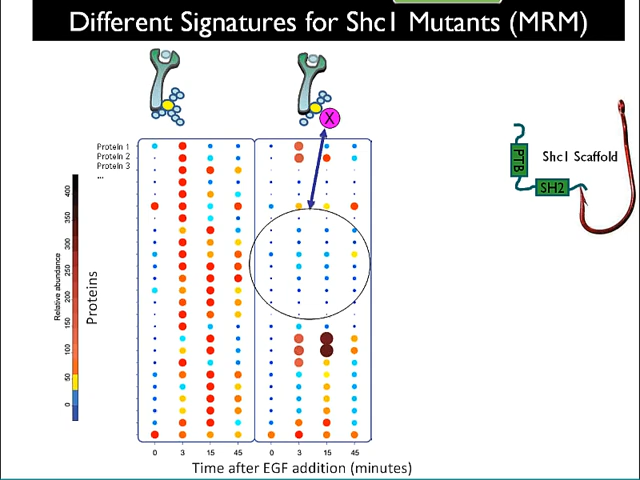 Different Signatures for Shc1 Mutants (MRM)
X
Protein 1
Protein 2
Protein 3
...
PTB
Shc1 Scaffold
SH2
400
350
300
250
200
150
100
50
0
Relative abundance
Proteins
0 3 15 45 0 3 15 45
Time after EGF addition (minutes)